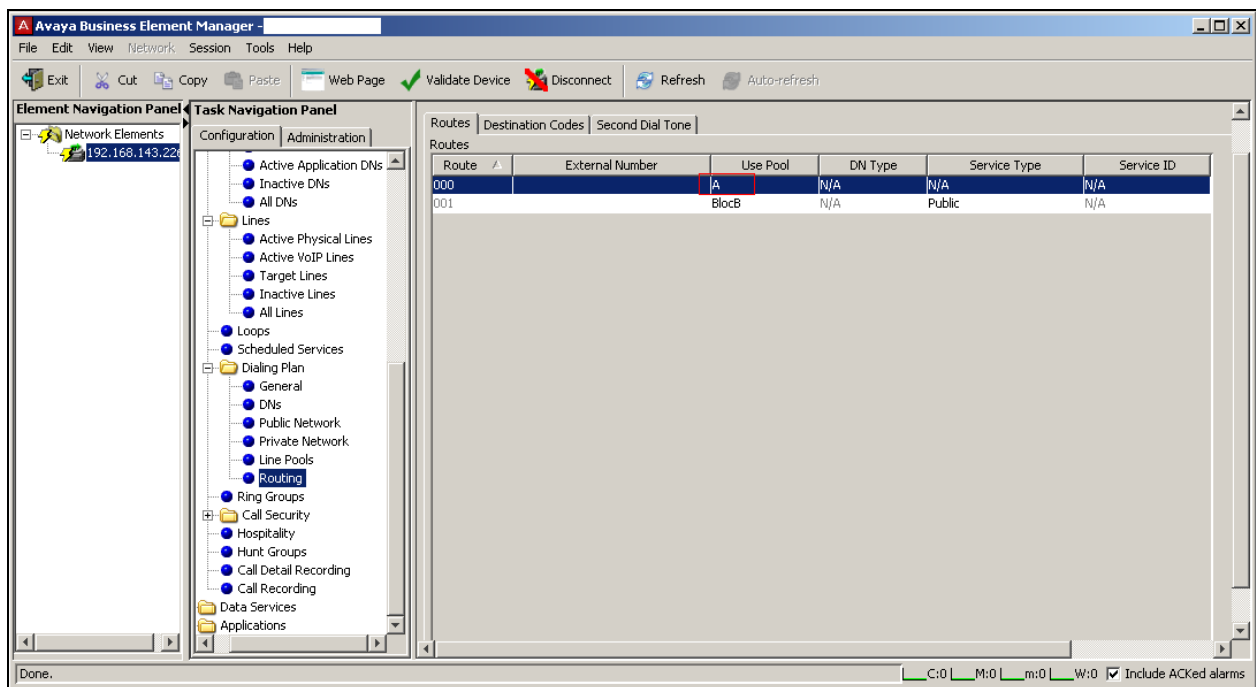 Avaya Business Element Manager -
File Edit View Network Session Tools Help
Exit Cut Copy Paste Web Page Validate Device Disconnect Refresh Auto-refresh
Element Navigation Panel
Network Elements
192.168.143.226
Task Navigation Panel
Configuration Administration
Active Application DNs
Inactive DNs
All DNs
Lines
Active Physical Lines
Active VoIP Lines
Target Lines
Inactive Lines
All Lines
Loops
Scheduled Services
Dialing Plan
General
DNs
Public Network
Private Network
Line Pools
Routing
Ring Groups
Call Security
Hospitality
Hunt Groups
Call Detail Recording
Call Recording
Data Services
Applications
Routes Destination Codes Second Dial Tone
Routes
Route External Number Use Pool DN Type Service Type Service ID
000 A N/A N/A N/A
001 BlocB N/A Public N/A
Done. C:0 M:0 m:0 W:0 Include ACKed alarms